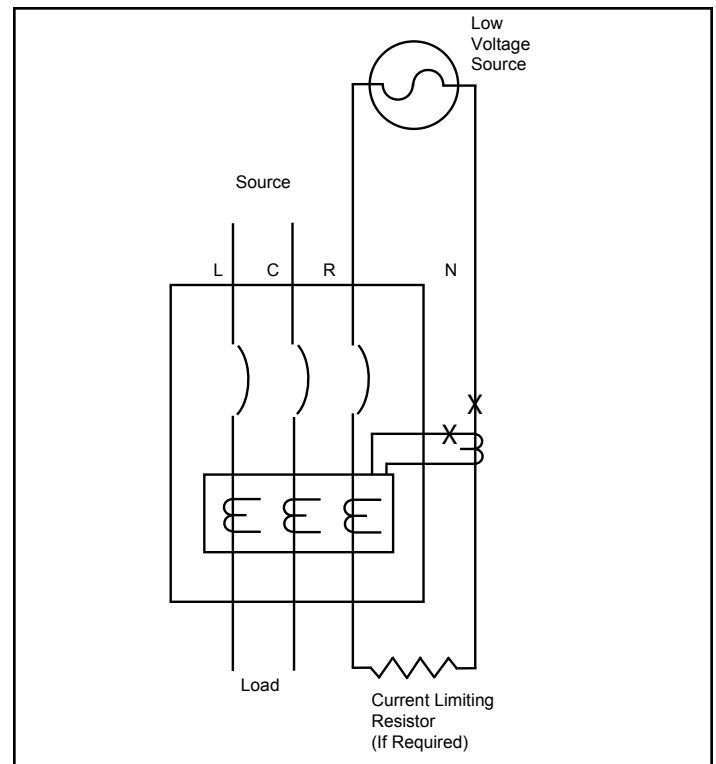 Low
Voltage
Source
Source
L C R N
X
X
Load
Current Limiting
Resistor
(If Required)